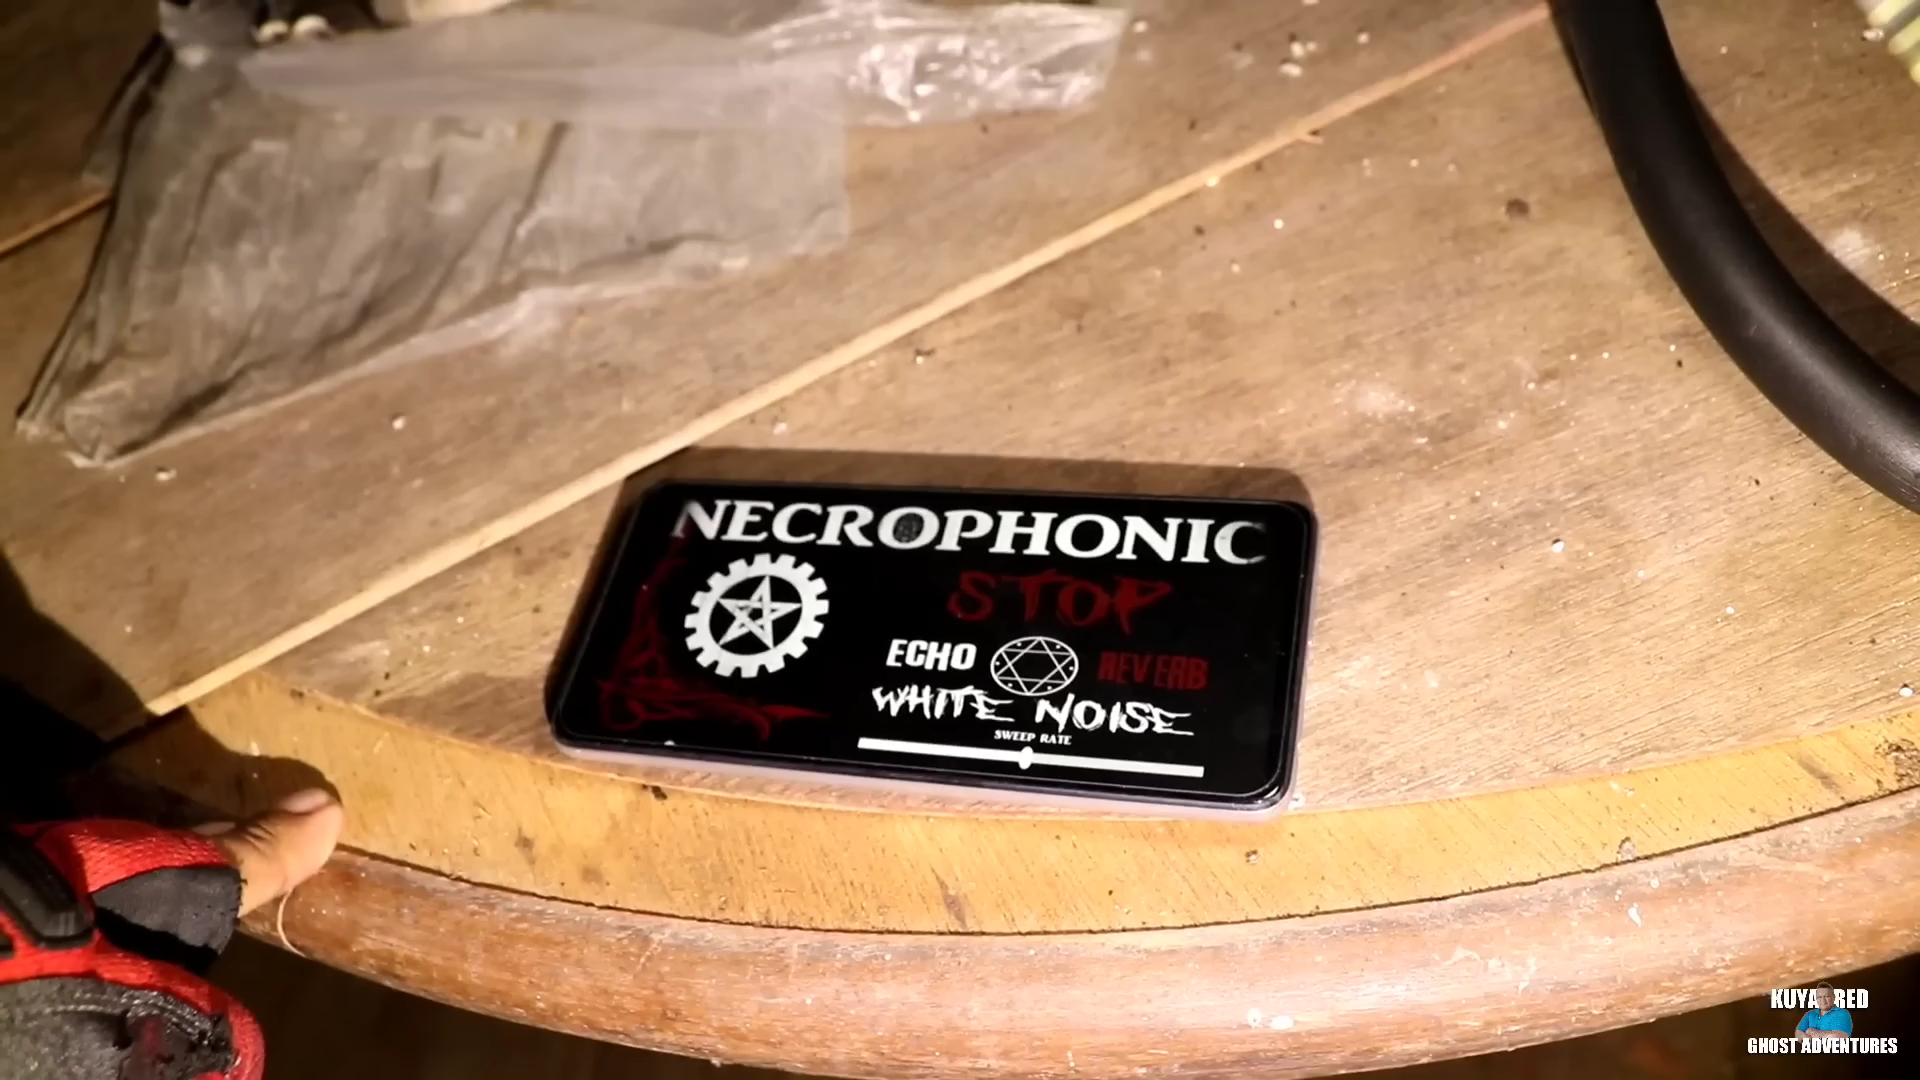 NECROPHONIC
STOP
ECHO REVERB
WHITE NOISE
SWEEP RATE
KUYA RED
GHOST ADVENTURES